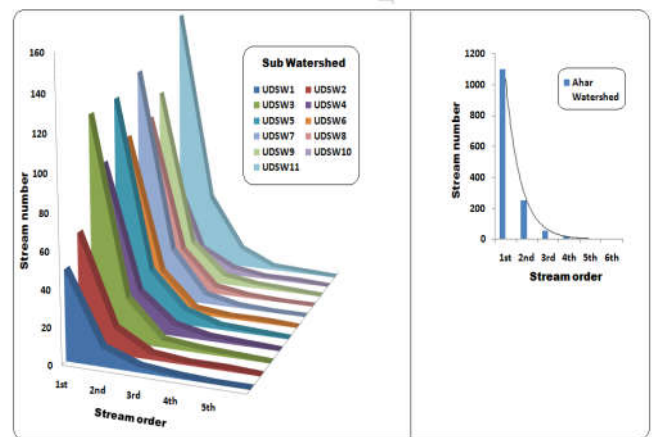 160
140
120
100
80
60
40
20
0
Stream number
1st 2nd 3rd 4th 5th
Stream order
Sub Watershed
UDSW1 UDSW2
UDSW3 UDSW4
UDSW5 UDSW6
UDSW7 UDSW8
UDSW9 UDSW10
UDSW11
1200
1000
800
600
400
200
0
Stream number
1st 2nd 3rd 4th 5th 6th
Stream order
Ahar
Watershed